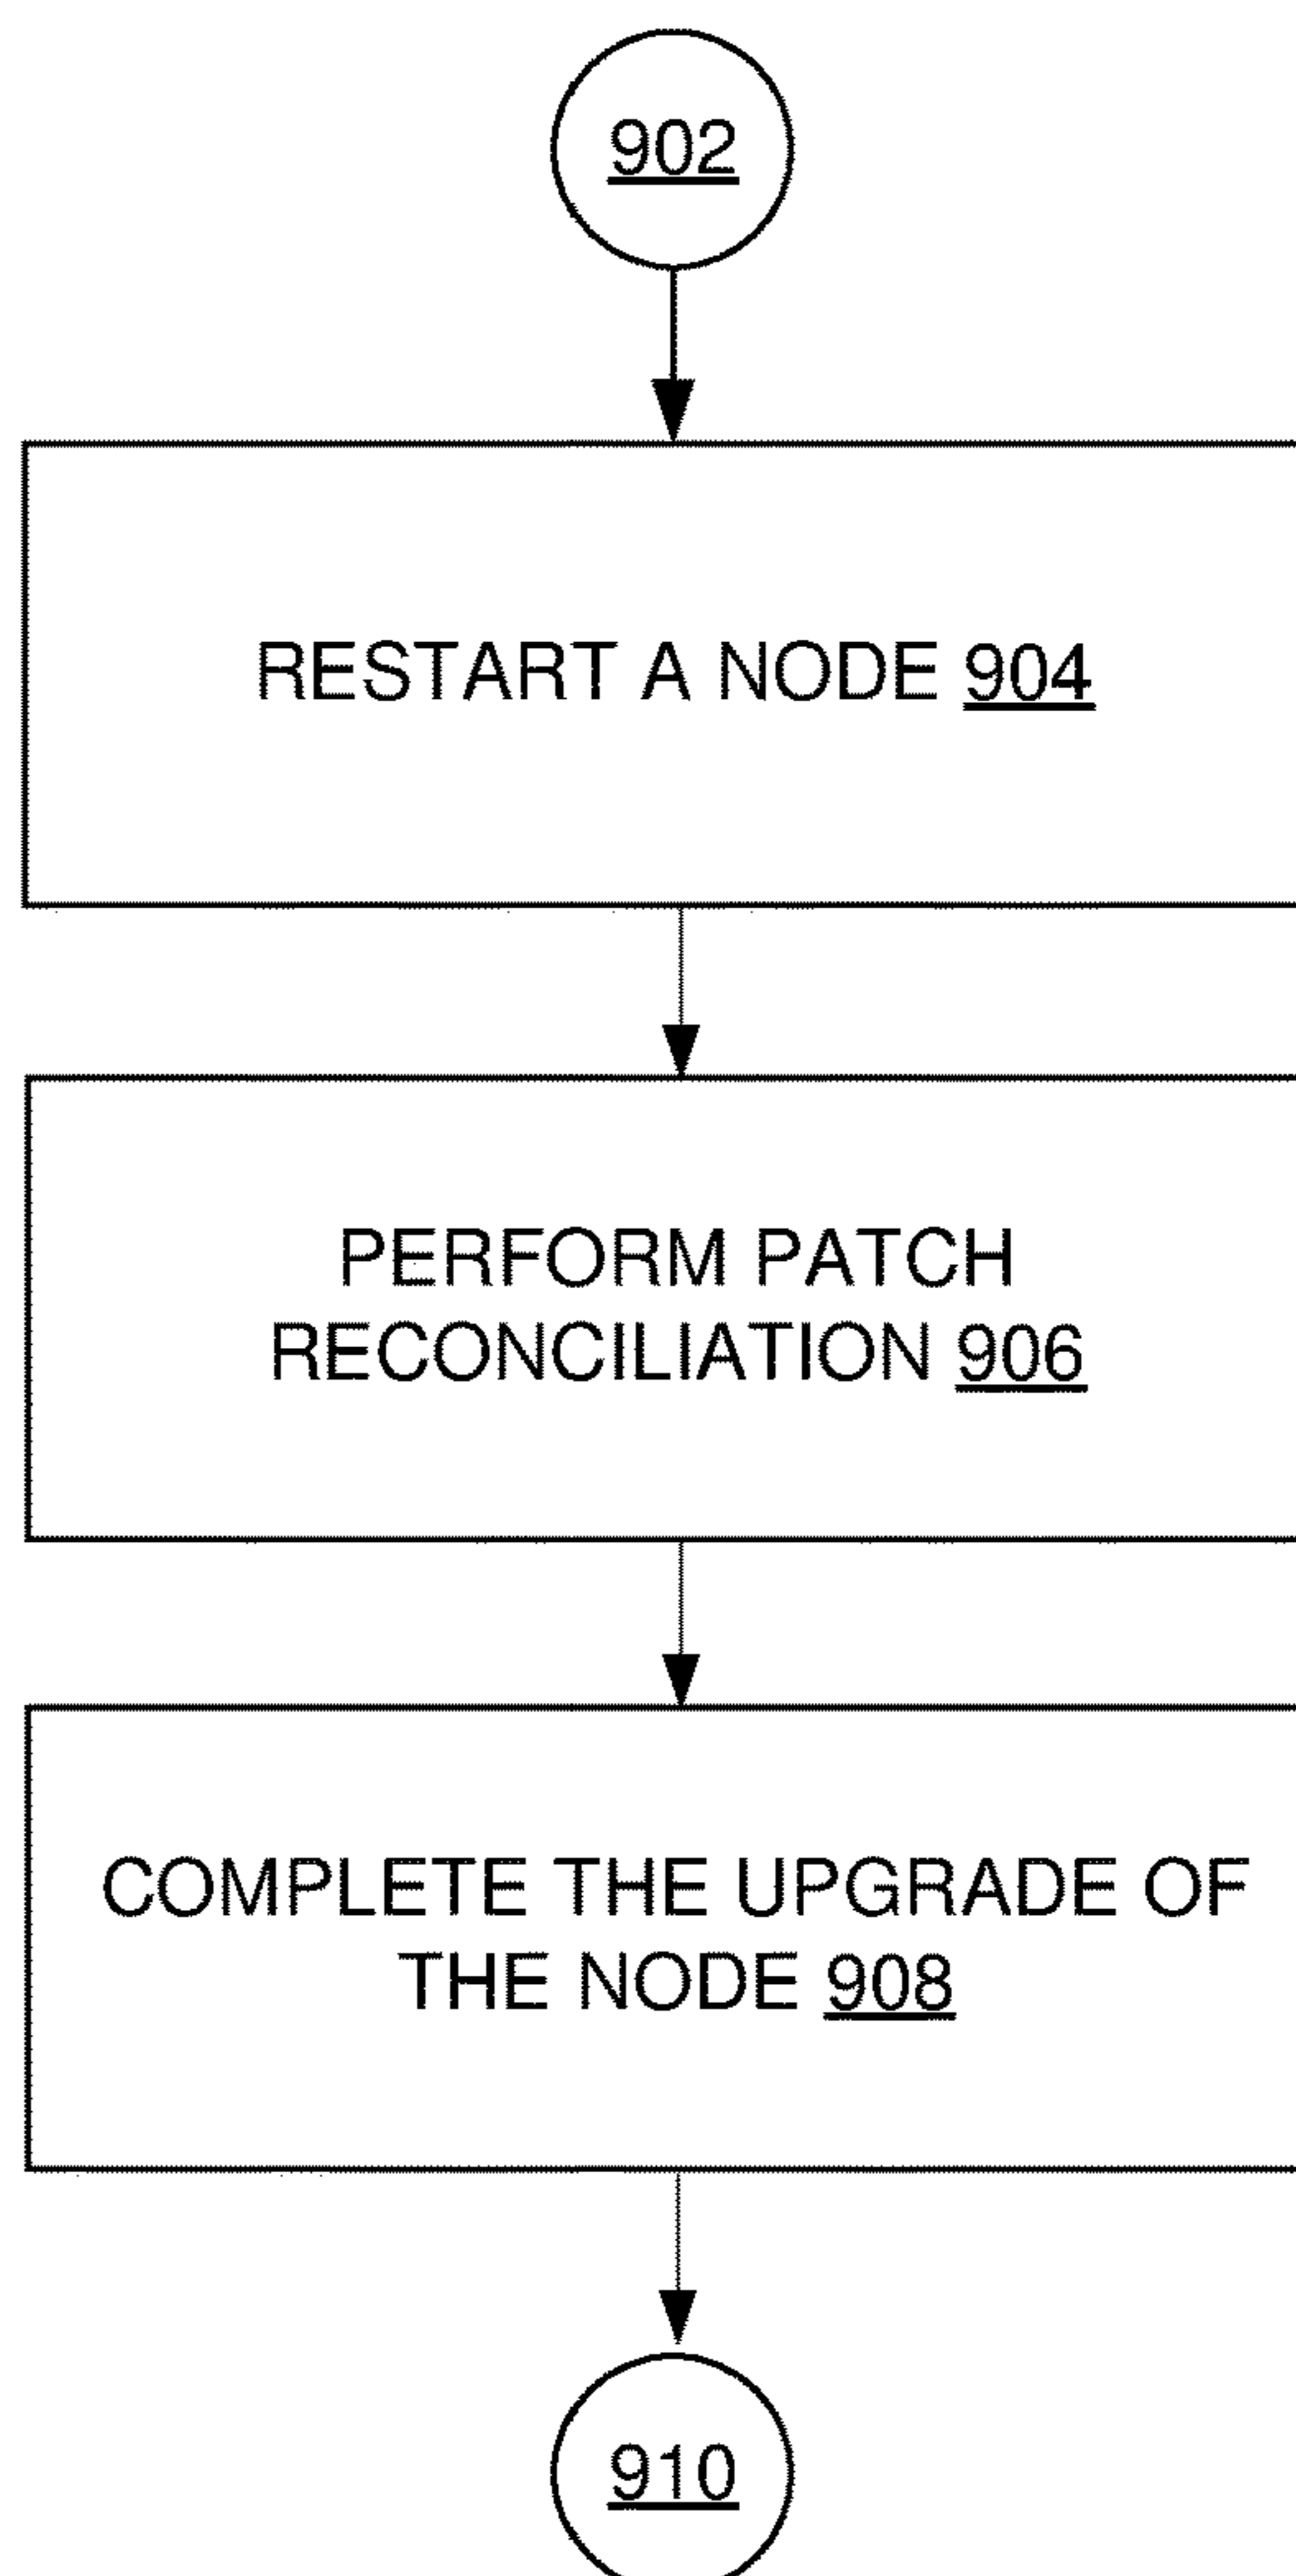 902
RESTART A NODE 904
PERFORM PATCH
RECONCILIATION 906
COMPLETE THE UPGRADE OF
THE NODE 908
910